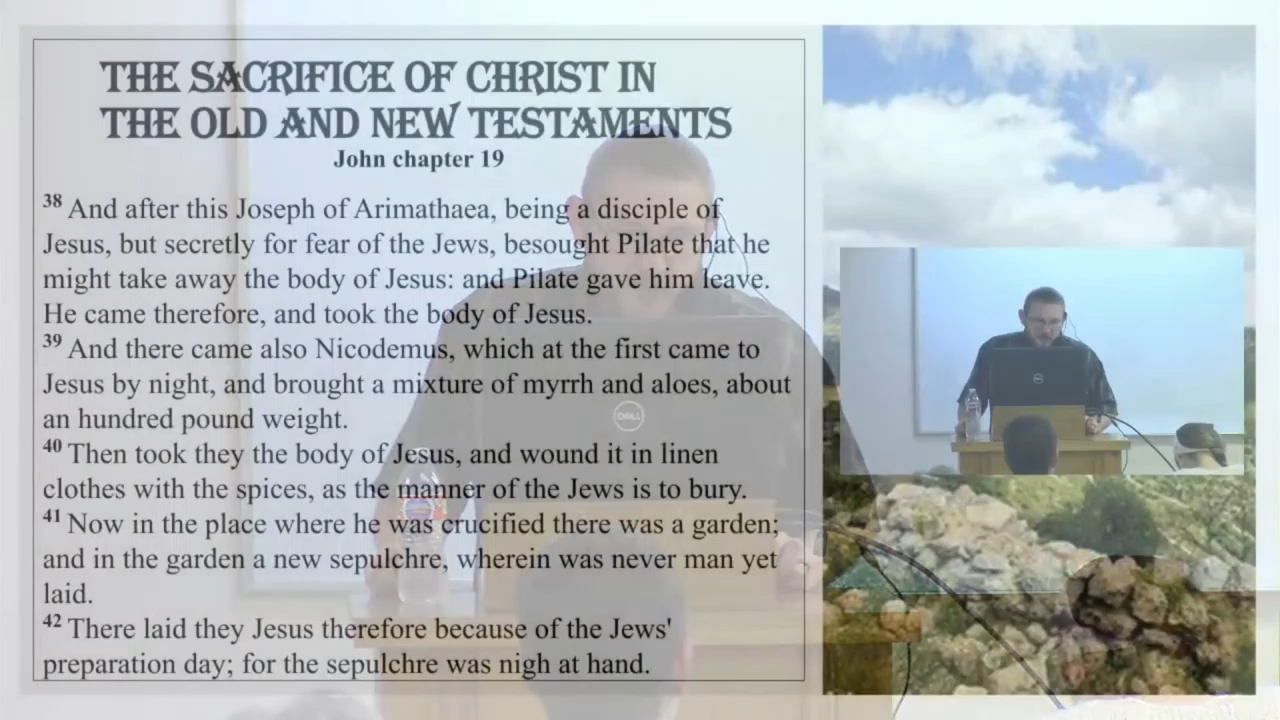 THE SACRIFICE OF CHRIST IN
THE OLD AND NEW TESTAMENTS
John chapter 19
38 And after this Joseph of Arimathaea, being a disciple of
Jesus, but secretly for fear of the Jews, besought Pilate that he
might take away the body of Jesus: and Pilate gave him leave.
He came therefore, and took the body of Jesus.
39 And there came also Nicodemus, which at the first came to
Jesus by night, and brought a mixture of myrrh and aloes, about
an hundred pound weight.
40 Then took they the body of Jesus, and wound it in linen
clothes with the spices, as the manner of the Jews is to bury.
41 Now in the place where he was crucified there was a garden;
and in the garden a new sepulchre, wherein was never man yet
laid.
42 There laid they Jesus therefore because of the Jews'
preparation day; for the sepulchre was nigh at hand.
DELL